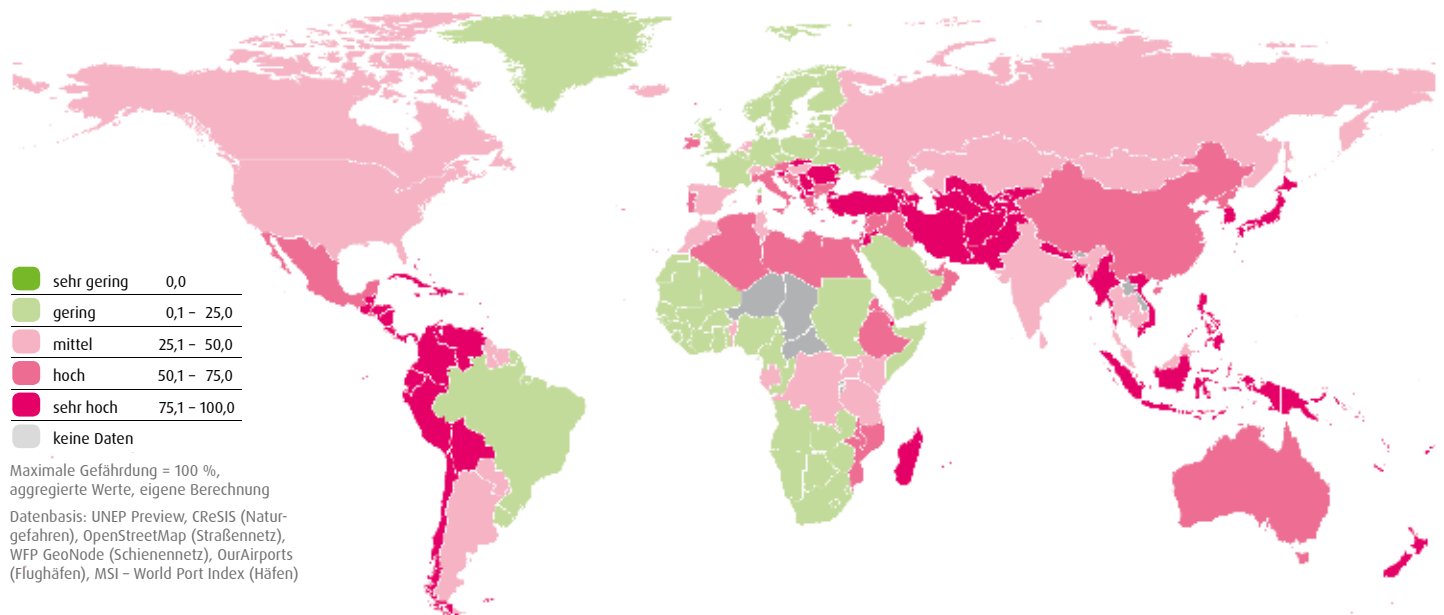 sehr gering 0,0
gering 0,1 – 25,0
mittel 25,1 – 50,0
hoch 50,1 – 75,0
sehr hoch 75,1 – 100,0
keine Daten
Maximale Gefährdung = 100 %,
aggregierte Werte, eigene Berechnung
Datenbasis: UNEP Preview, CReSIS (Natur-
gefahren), OpenStreetMap (Straßennetz),
WFP GeoNode (Schienennetz), OurAirports
(Flughäfen), MSI – World Port Index (Häfen)